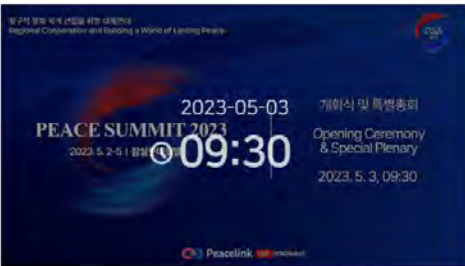 항구적 평화 세계 건설을 위한 대륙연대
Regional Cooperation and Building a World of Lasting Peace
2023-05-03
09:30
PEACE SUMMIT 2023
2023. 5. 2-5 | 잠실
개회식 및 특별총회
Opening Ceremony
& Special Plenary
2023. 5. 3, 09:30
Peacelink